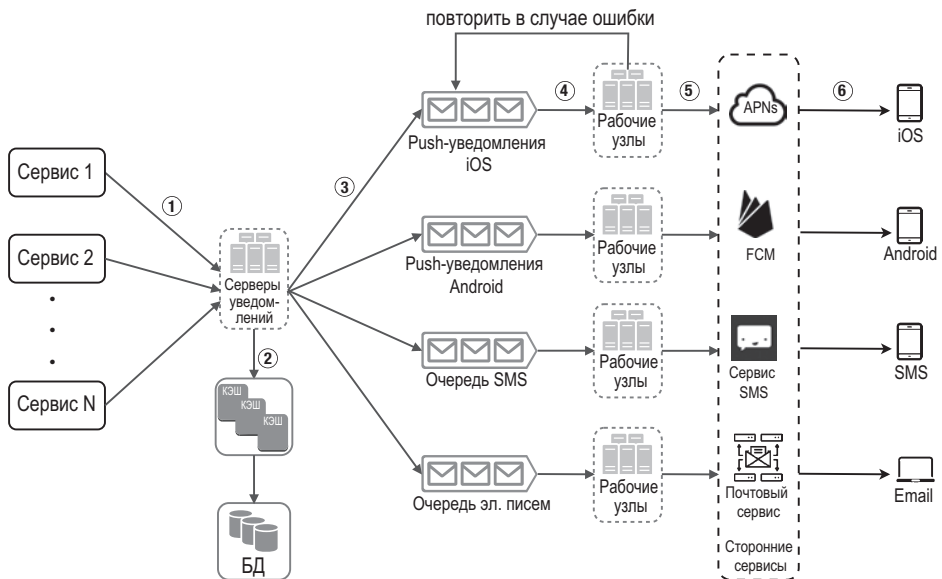 повторить в случае ошибки
Сервис 1
Сервис 2
Сервис N
①
Серверы
уведом-
лений
②
КЭШ
КЭШ
КЭШ
БД
③
Push-уведомления
iOS
④
Рабочие
узлы
⑤
APNs
⑥
iOS
Push-уведомления
Android
Рабочие
узлы
FCM
Android
Очередь SMS
Рабочие
узлы
Сервис
SMS
SMS
Очередь эл. писем
Рабочие
узлы
Почтовый
сервис
Email
Сторонние
сервисы